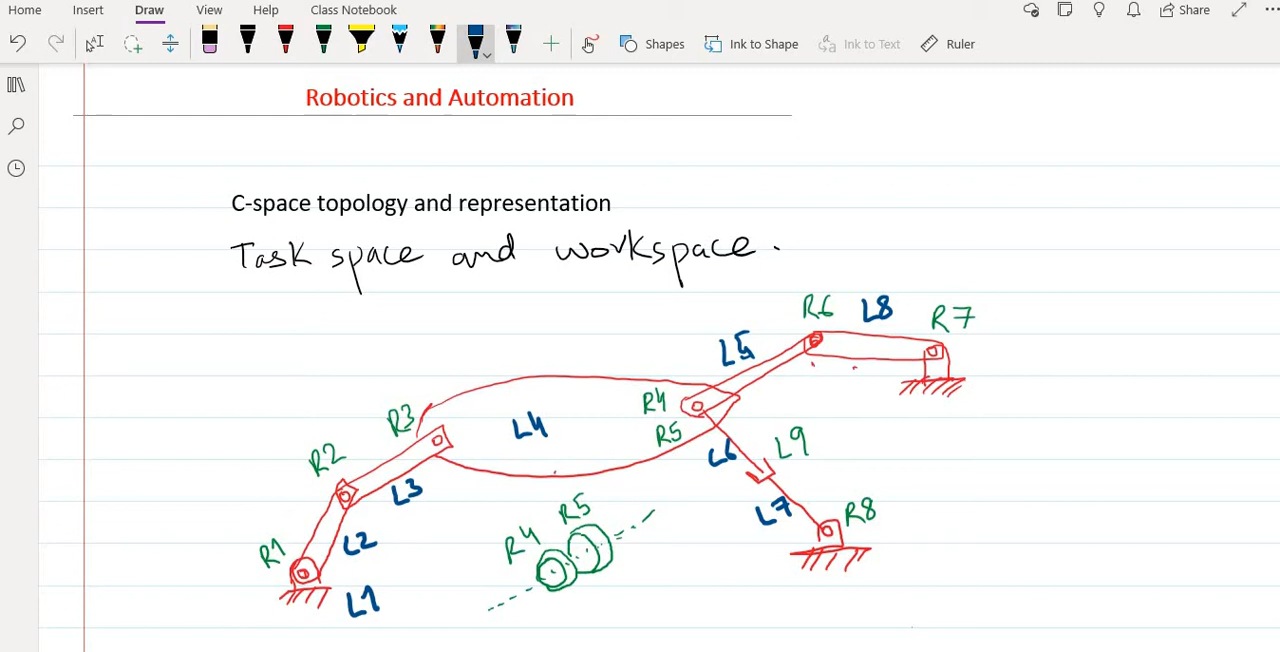 Home Insert Draw View Help Class Notebook Share
Shapes Ink to Shape Ink to Text Ruler
Robotics and Automation
C-space topology and representation
Task space and workspace.
R6 L8 R7
L5
R4
R3
L4
R5
L6
L9
R2
L3
L7
R8
R5
R4
R1
L2
L1